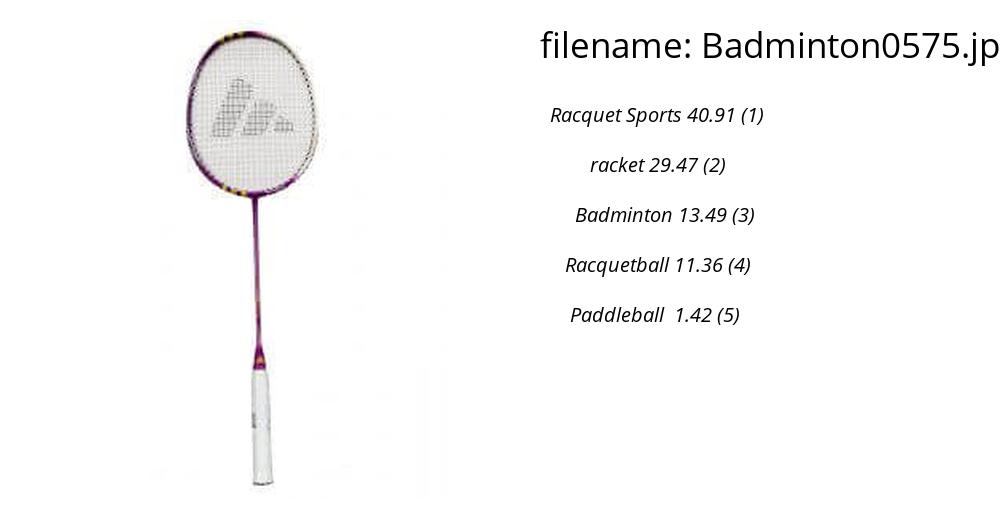 filename: Badminton0575.jp
Racquet Sports 40.91 (1)
racket 29.47 (2)
Badminton 13.49 (3)
Racquetball 11.36 (4)
Paddleball 1.42 (5)